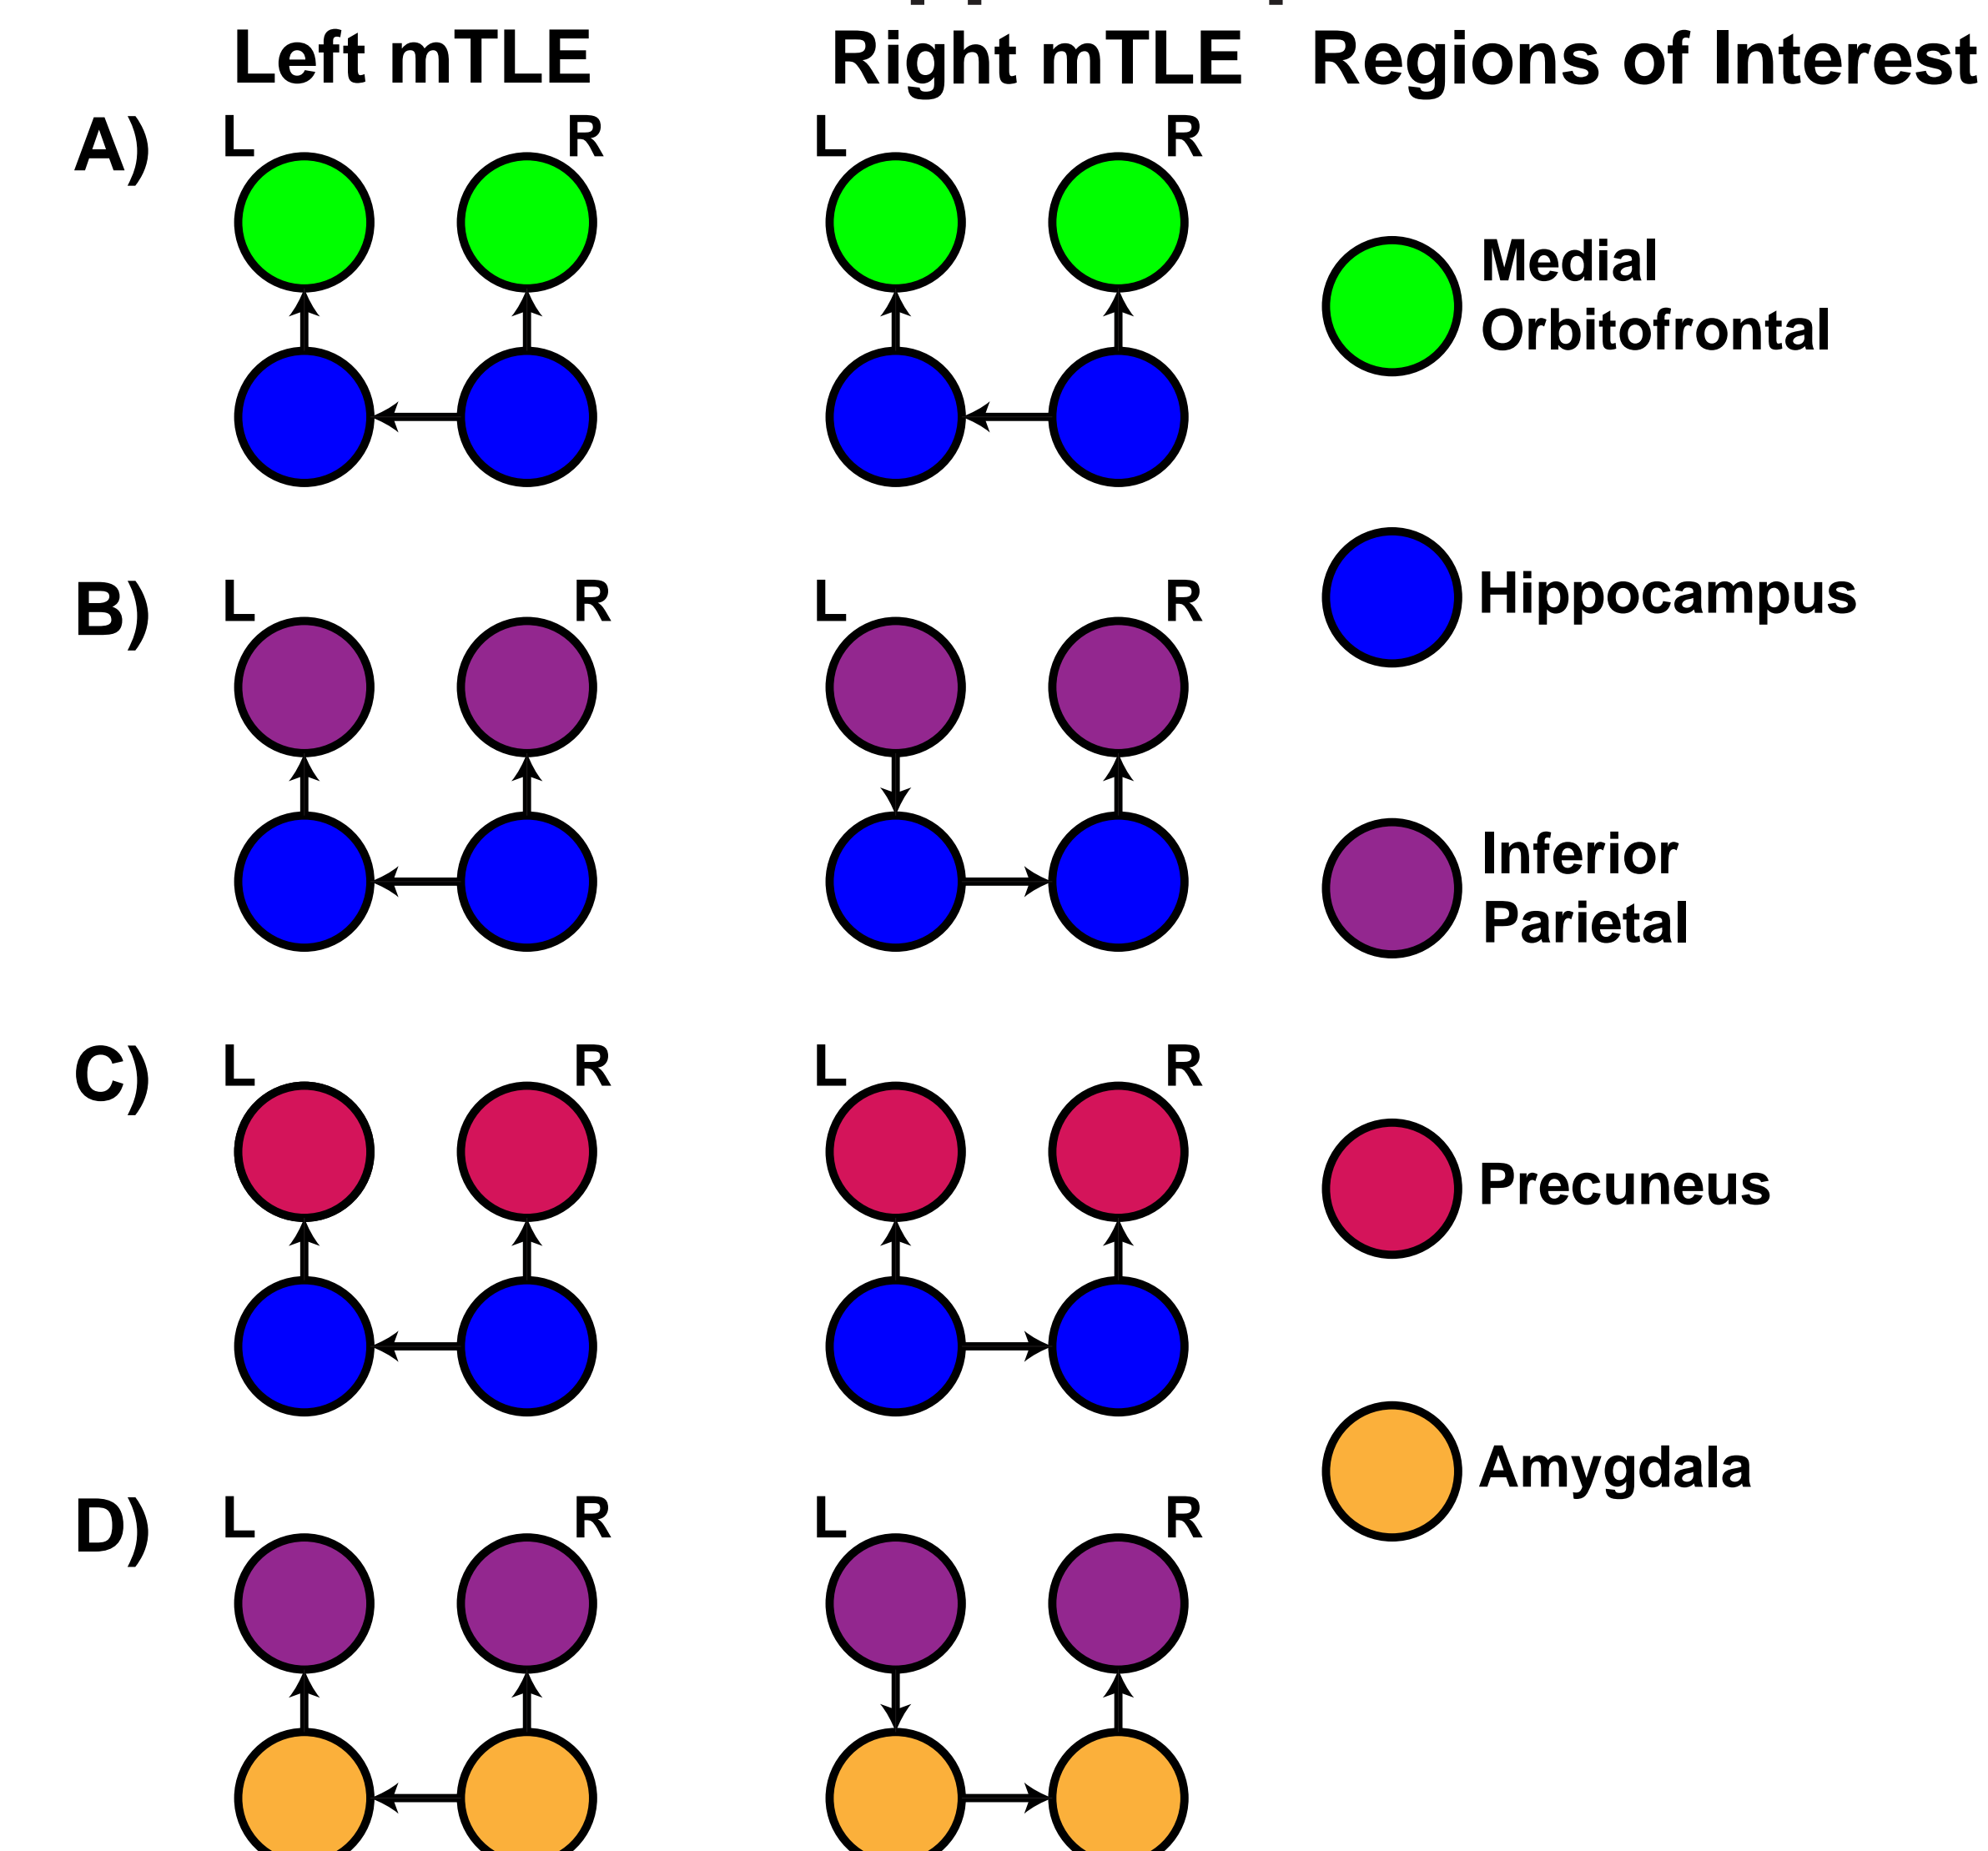 Left mTLE Right mTLE Regions of Interest
A) L R L R
Medial
Orbitofrontal
Hippocampus
B) L R L R
Inferior
Parietal
C) L R L R
Precuneus
Amygdala
D) L R L R